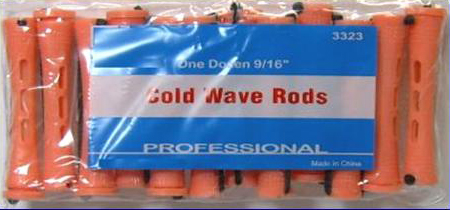 3323
One Dozen 9/16"
Cold Wave Rods
PROFESSIONAL
Made in China